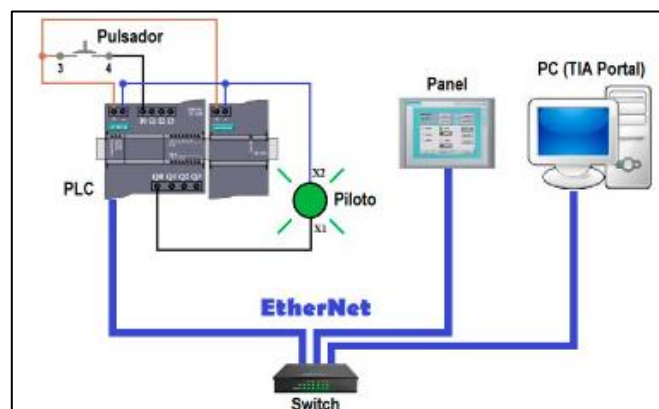 Pulsador
3 4
Panel
PC (TIA Portal)
PLC
X2
Piloto
X1
EtherNet
Switch